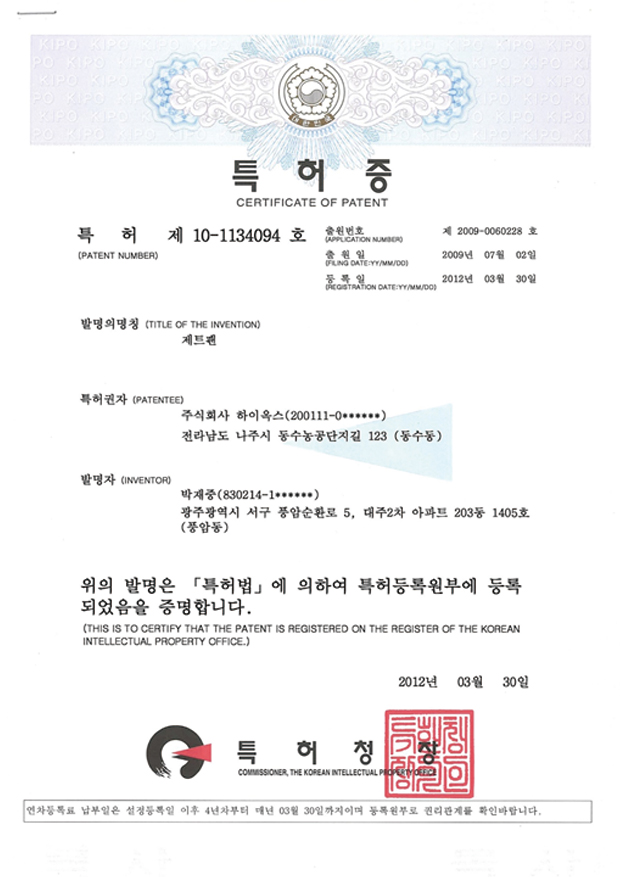 대한민국
특허증
CERTIFICATE OF PATENT
특 허 제 10-1134094 호
(PATENT NUMBER)
출원번호 제 2009-0060228 호
(APPLICATION NUMBER)
출 원 일 2009년 07월 02일
(FILING DATE:YY/MM/DD)
등 록 일 2012년 03월 30일
(REGISTRATION DATE:YY/MM/DD)
발명의명칭 (TITLE OF THE INVENTION)
제트팬
특허권자 (PATENTEE)
주식회사 하이옥스(200111-0******)
전라남도 나주시 동수농공단지길 123 (동수동)
발명자 (INVENTOR)
박재중(830214-1******)
광주광역시 서구 풍암순환로 5, 대주2차 아파트 203동 1405호
(풍암동)
위의 발명은 「특허법」에 의하여 특허등록원부에 등록
되었음을 증명합니다.
(THIS IS TO CERTIFY THAT THE PATENT IS REGISTERED ON THE REGISTER OF THE KOREAN
INTELLECTUAL PROPERTY OFFICE.)
2012년 03월 30일
특 허 청 장
COMMISSIONER, THE KOREAN INTELLECTUAL PROPERTY OFFICE
연차등록료 납부일은 설정등록일 이후 4년차부터 매년 03월 30일까지이며 등록원부로 권리관계를 확인바랍니다.